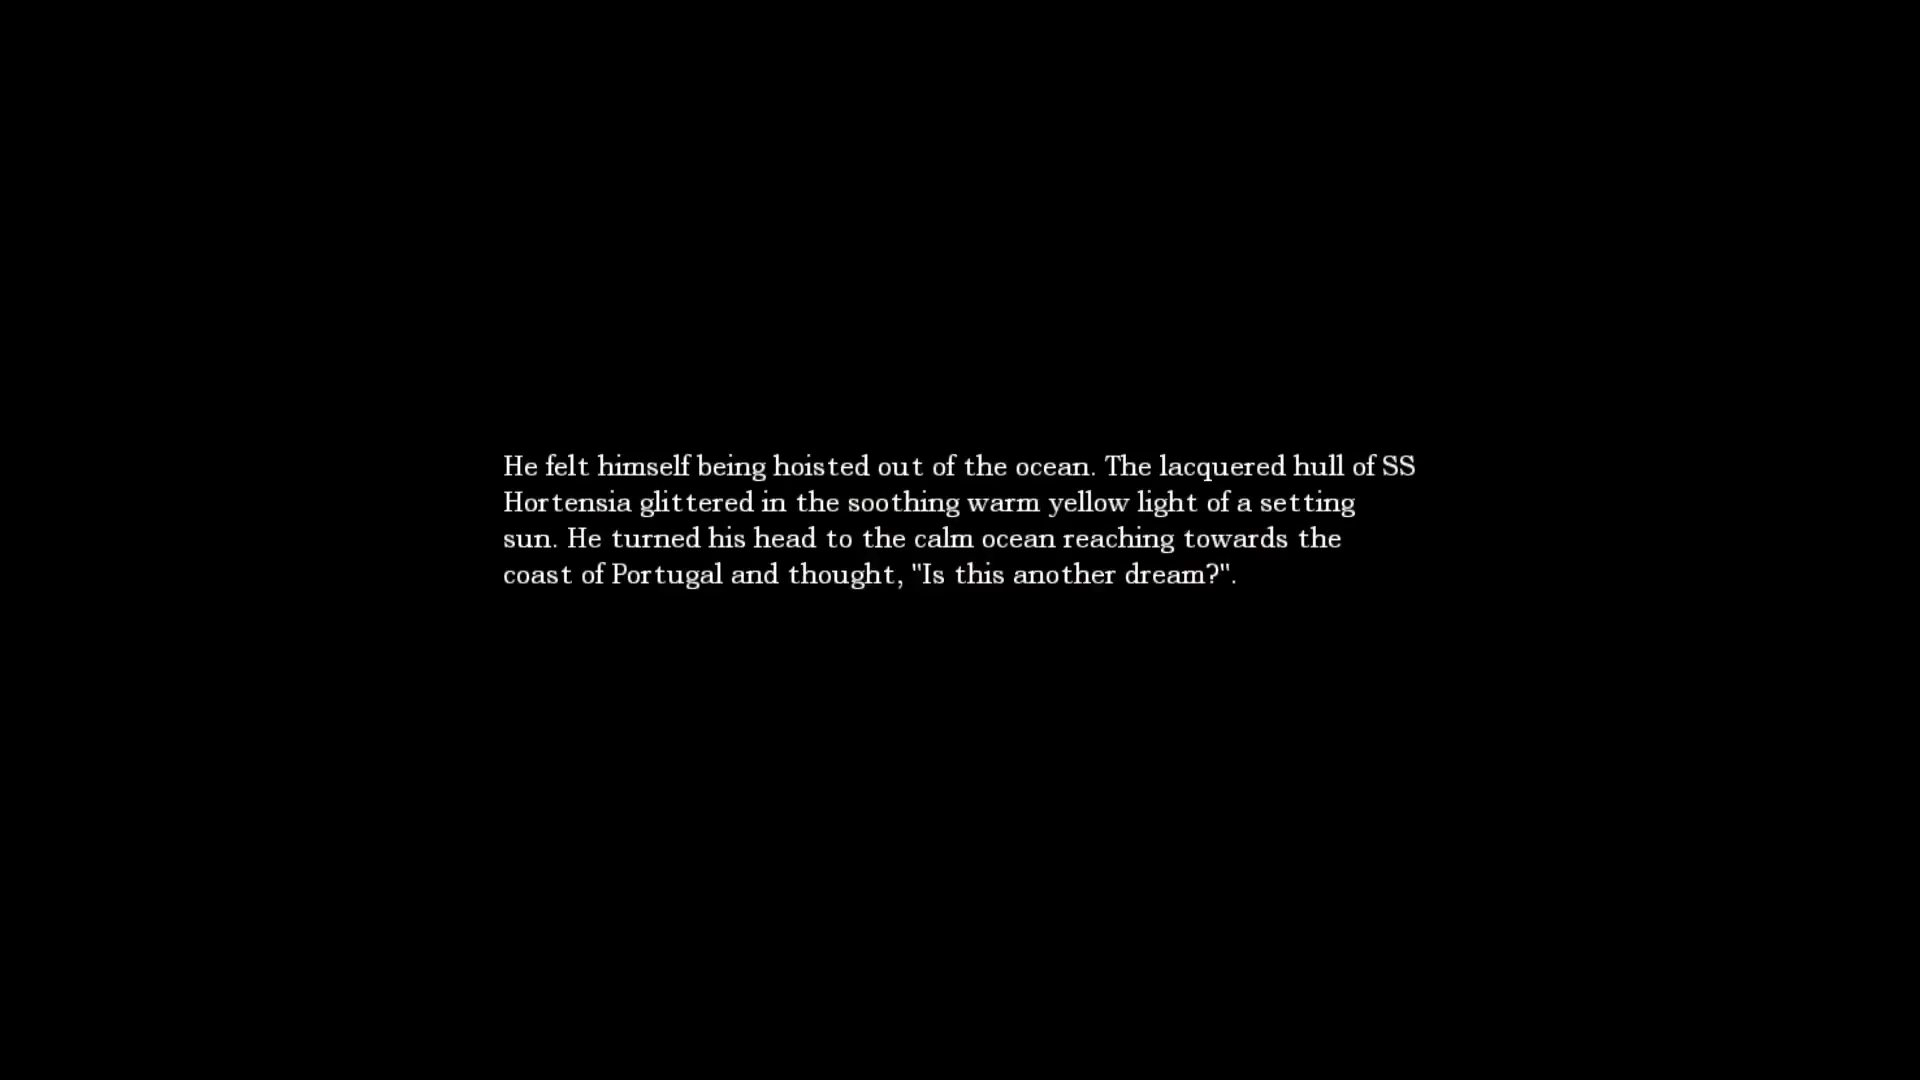 He felt himself being hoisted out of the ocean. The lacquered hull of SS
Hortensia glittered in the soothing warm yellow light of a setting
sun. He turned his head to the calm ocean reaching towards the
coast of Portugal and thought, "Is this another dream?".